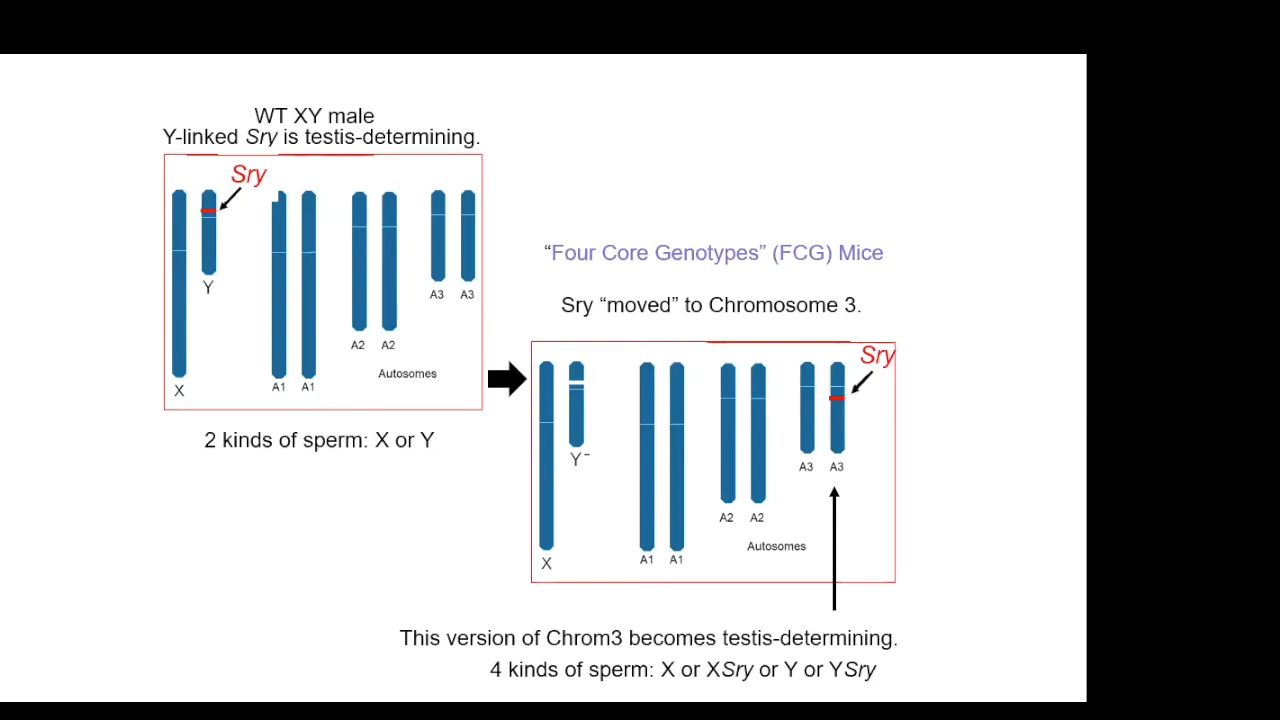 WT XY male
Y-linked Sry is testis-determining.
Sry
Y
A3 A3
A2 A2
Autosomes
X
A1 A1
2 kinds of sperm: X or Y
“Four Core Genotypes” (FCG) Mice
Sry “moved” to Chromosome 3.
Sry
Y⁻
A3 A3
A2 A2
Autosomes
X
A1 A1
This version of Chrom3 becomes testis-determining.
4 kinds of sperm: X or XSry or Y or YSry